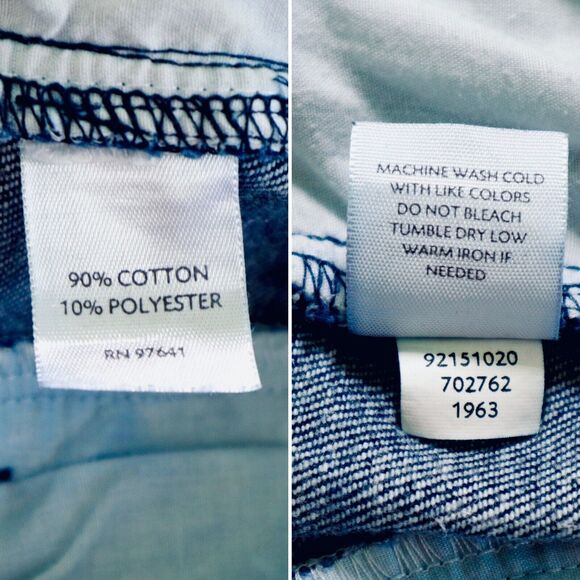 90% COTTON
10% POLYESTER
RN 97641
MACHINE WASH COLD
WITH LIKE COLORS
DO NOT BLEACH
TUMBLE DRY LOW
WARM IRON IF
NEEDED
92151020
702762
1963